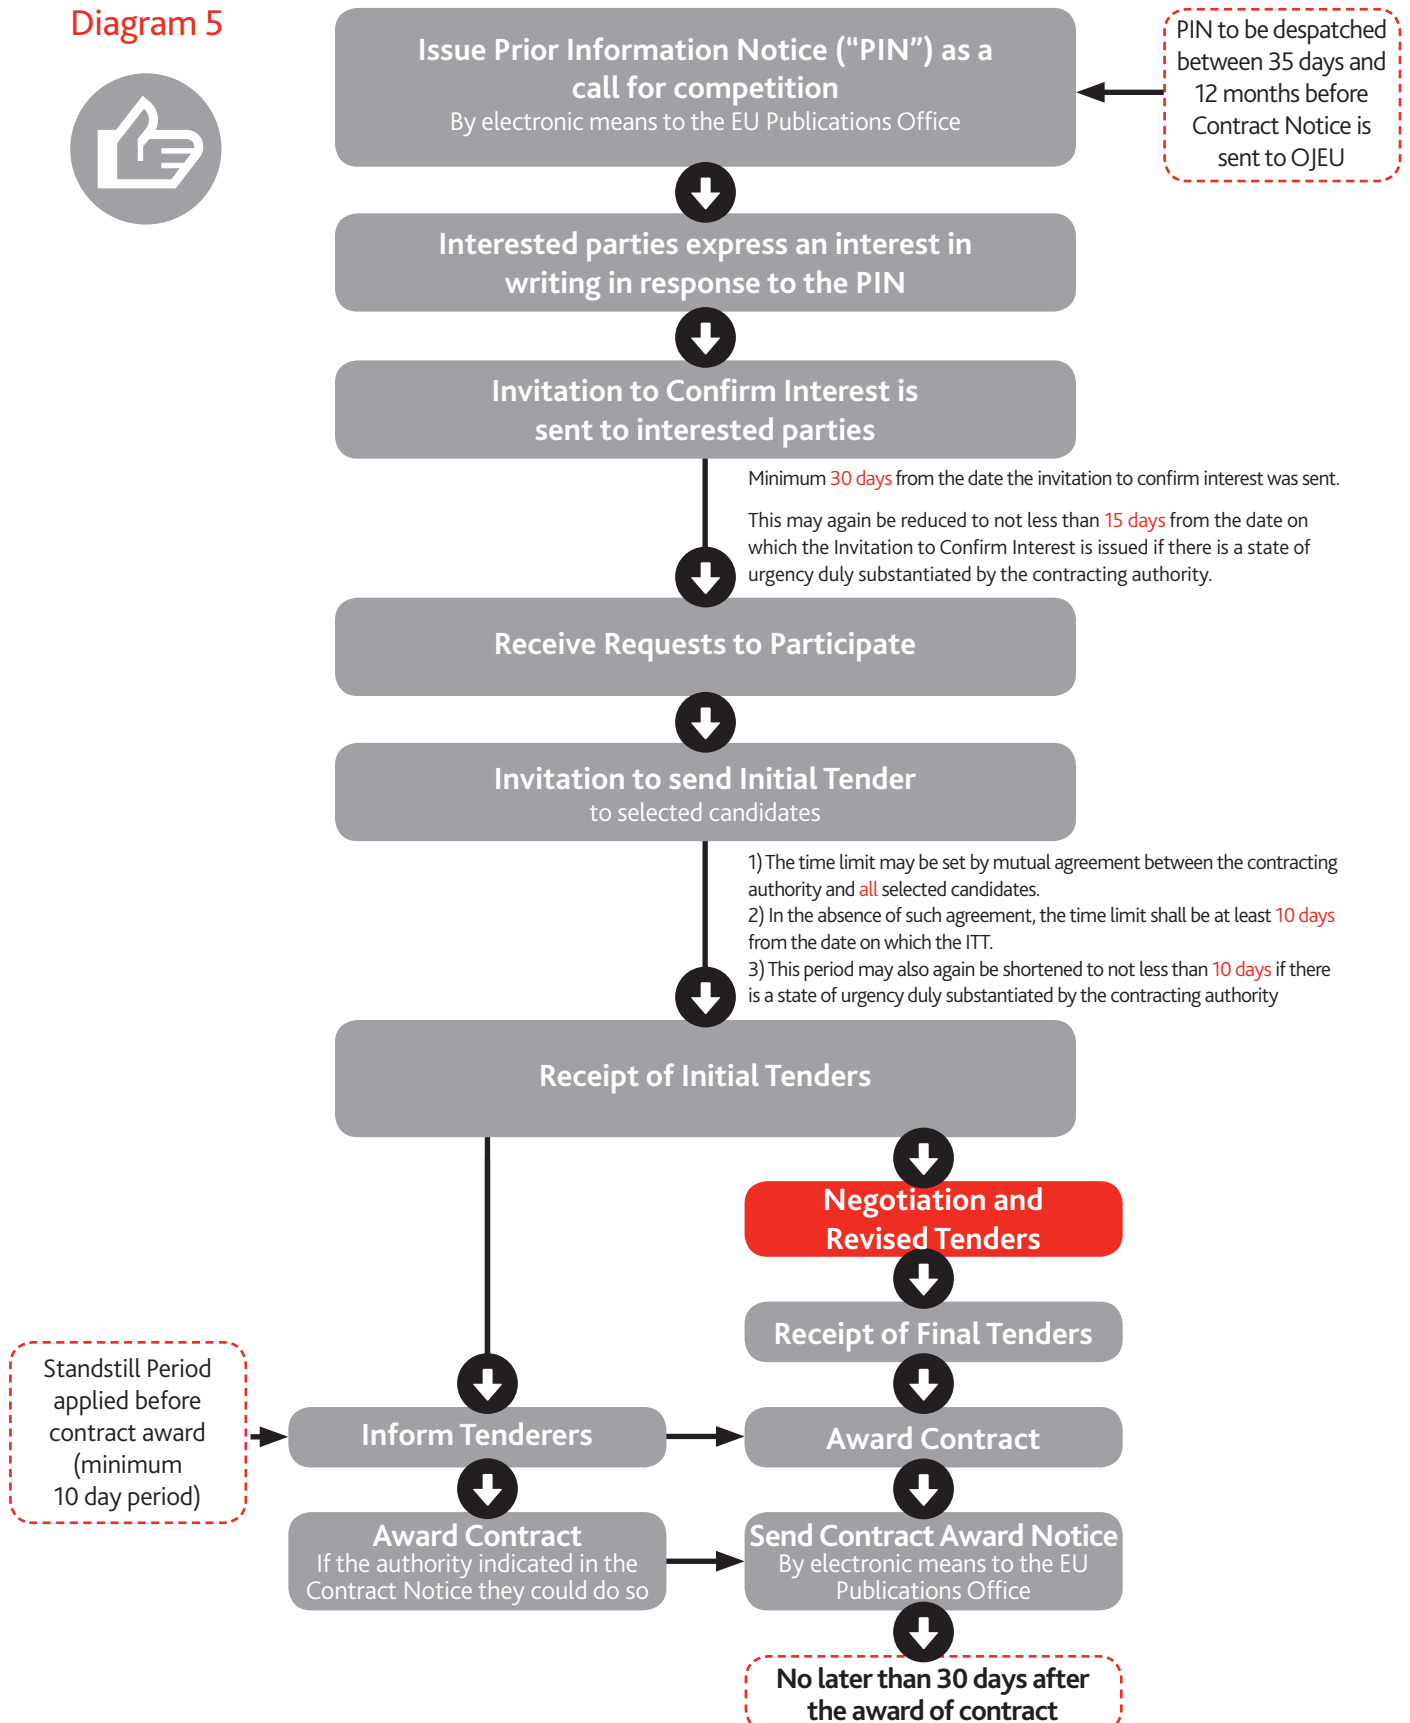 Diagram 5
Issue Prior Information Notice (“PIN”) as a
call for competition
By electronic means to the EU Publications Office
PIN to be despatched
between 35 days and
12 months before
Contract Notice is
sent to OJEU
Interested parties express an interest in
writing in response to the PIN
Invitation to Confirm Interest is
sent to interested parties
Minimum 30 days from the date the invitation to confirm interest was sent.
This may again be reduced to not less than 15 days from the date on
which the Invitation to Confirm Interest is issued if there is a state of
urgency duly substantiated by the contracting authority.
Receive Requests to Participate
Invitation to send Initial Tender
to selected candidates
1) The time limit may be set by mutual agreement between the contracting
authority and all selected candidates.
2) In the absence of such agreement, the time limit shall be at least 10 days
from the date on which the ITT.
3) This period may also again be shortened to not less than 10 days if there
is a state of urgency duly substantiated by the contracting authority
Receipt of Initial Tenders
Negotiation and
Revised Tenders
Receipt of Final Tenders
Standstill Period
applied before
contract award
(minimum
10 day period)
Inform Tenderers
Award Contract
Award Contract
If the authority indicated in the
Contract Notice they could do so
Send Contract Award Notice
By electronic means to the EU
Publications Office
No later than 30 days after
the award of contract